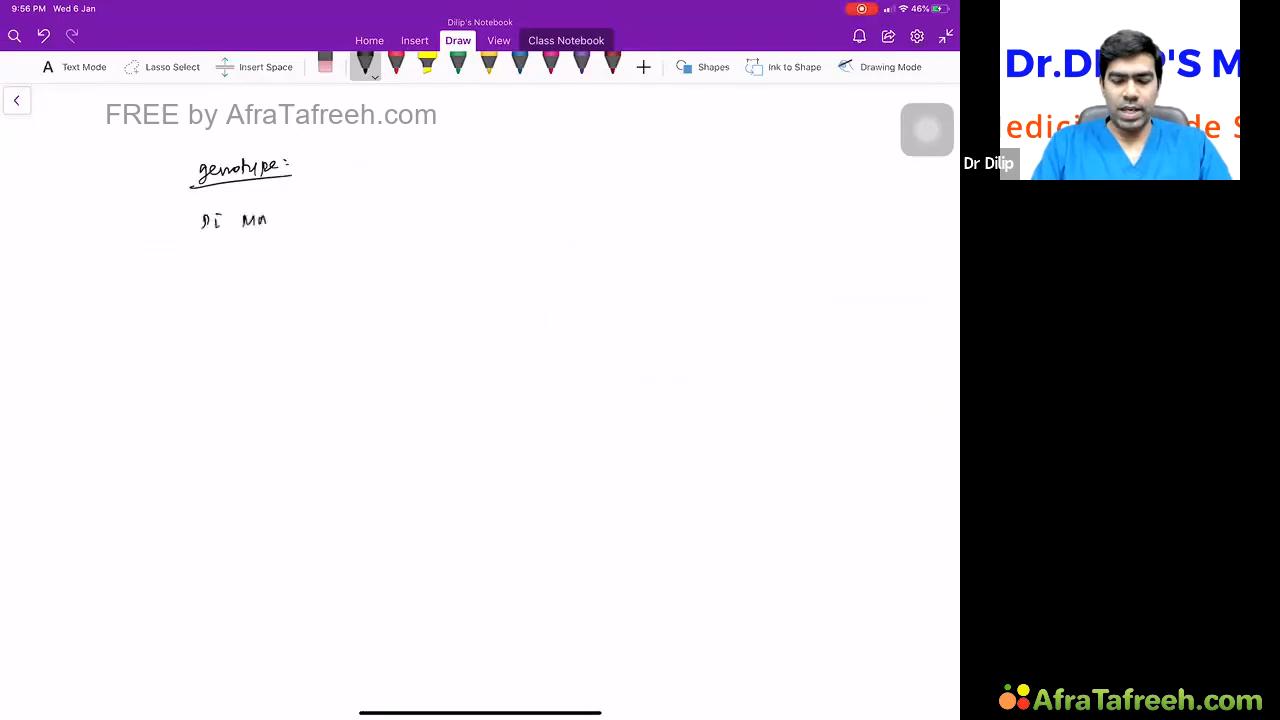 9:56 PM Wed 6 Jan
46%
Dilip's Notebook
Home Insert Draw View Class Notebook
A Text Mode Lasso Select Insert Space Shapes Ink to Shape Drawing Mode
FREE by AfraTafreeh.com
genotype:
Dr.D 'S M
edici de S
Dr Dilip
AfraTafreeh.com